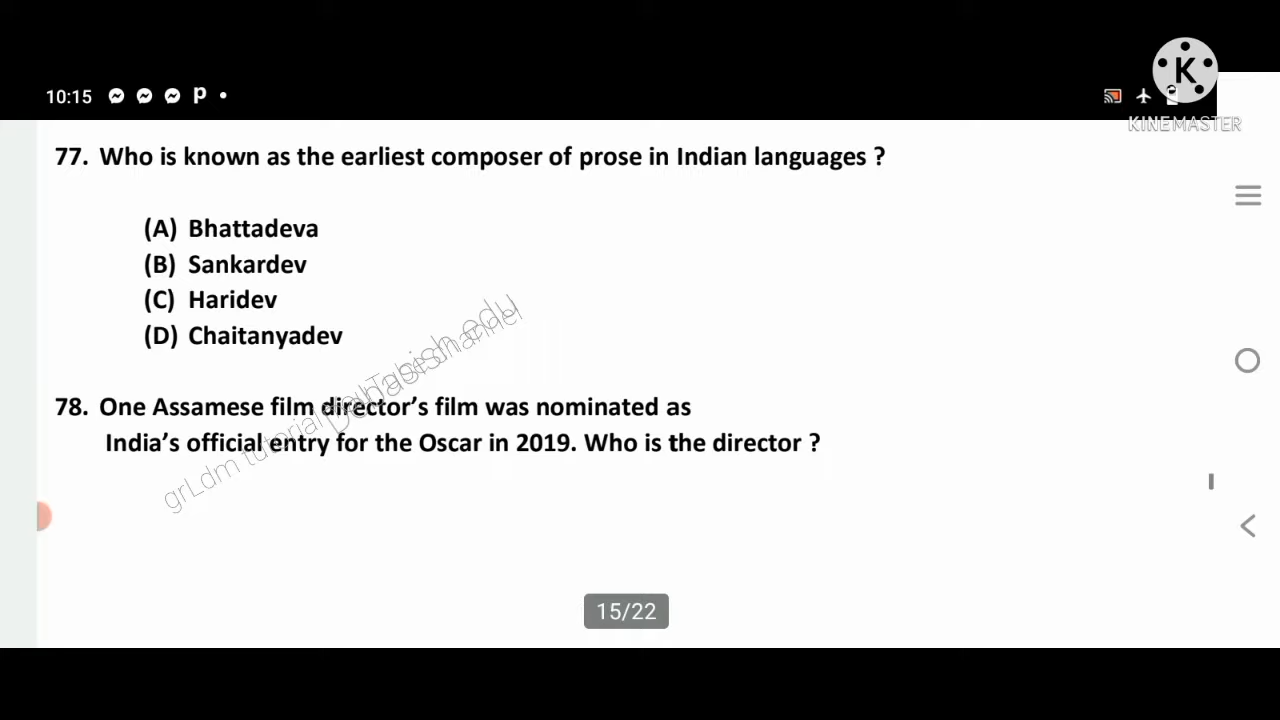 10:15
K
KINEMASTER
77. Who is known as the earliest composer of prose in Indian languages ?
(A) Bhattadeva
(B) Sankardev
(C) Haridev
(D) Chaitanyadev
78. One Assamese film director's film was nominated as
India's official entry for the Oscar in 2019. Who is the director ?
grLdm tutorial
15/22